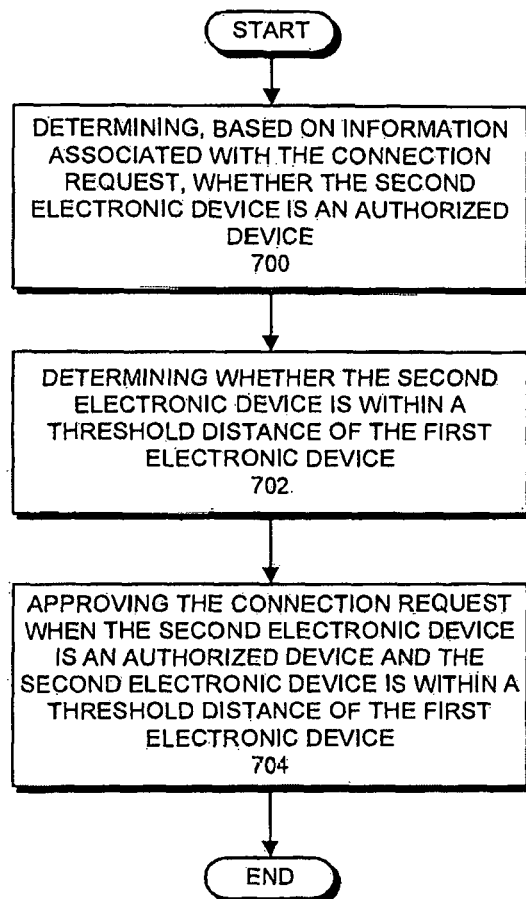 START
DETERMINING, BASED ON INFORMATION
ASSOCIATED WITH THE CONNECTION
REQUEST, WHETHER THE SECOND
ELECTRONIC DEVICE IS AN AUTHORIZED
DEVICE
700
DETERMINING WHETHER THE SECOND
ELECTRONIC DEVICE IS WITHIN A
THRESHOLD DISTANCE OF THE FIRST
ELECTRONIC DEVICE
702
APPROVING THE CONNECTION REQUEST
WHEN THE SECOND ELECTRONIC DEVICE
IS AN AUTHORIZED DEVICE AND THE
SECOND ELECTRONIC DEVICE IS WITHIN A
THRESHOLD DISTANCE OF THE FIRST
ELECTRONIC DEVICE
704
END